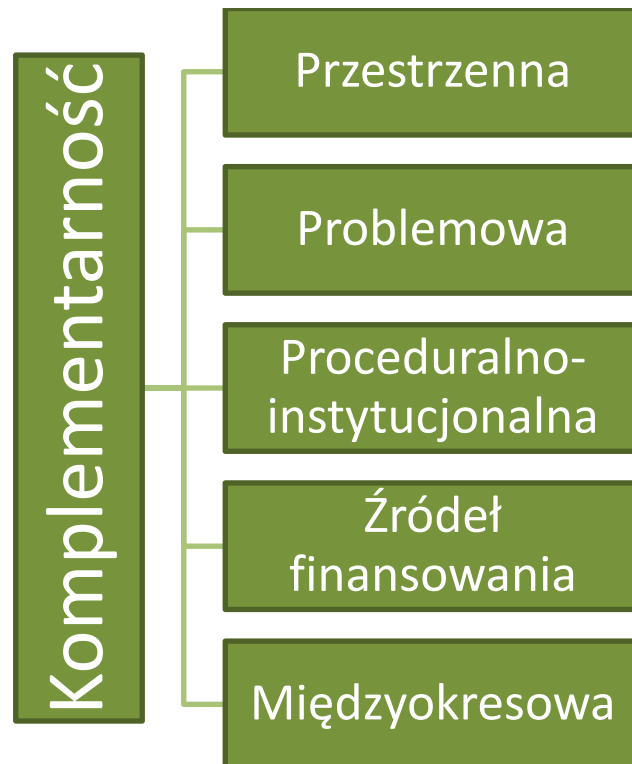 Komplementarność
Przestrzenna
Problemowa
Proceduralno-
instytucjonalna
Źródeł
finansowania
Międzyokresowa